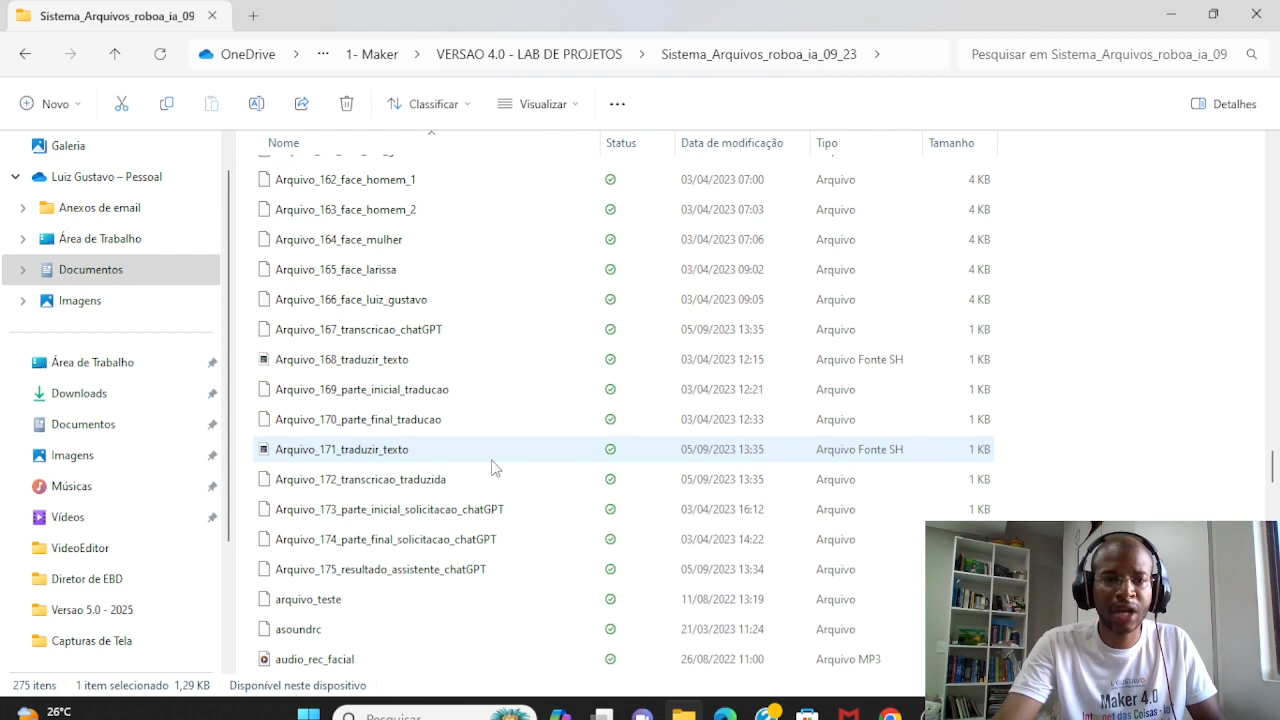 Sistema_Arquivos_roboa_ia_09
OneDrive
1- Maker
VERSAO 4.0 - LAB DE PROJETOS
Sistema_Arquivos_roboa_ia_09_23
Pesquisar em Sistema_Arquivos_roboa_ia_09
Novo
Classificar
Visualizar
Detalhes
Galeria
Luiz Gustavo – Pessoal
Anexos de email
Área de Trabalho
Documentos
Imagens
Área de Trabalho
Downloads
Documentos
Imagens
Músicas
Vídeos
VideoEditor
Diretor de EBD
Versao 5.0 - 2025
Capturas de Tela
Nome Status Data de modificação Tipo Tamanho
Arquivo_162_face_homem_1 03/04/2023 07:00 Arquivo 4 KB
Arquivo_163_face_homem_2 03/04/2023 07:03 Arquivo 4 KB
Arquivo_164_face_mulher 03/04/2023 07:06 Arquivo 4 KB
Arquivo_165_face_larissa 03/04/2023 09:02 Arquivo 4 KB
Arquivo_166_face_luiz_gustavo 03/04/2023 09:05 Arquivo 4 KB
Arquivo_167_transcricao_chatGPT 05/09/2023 13:35 Arquivo 1 KB
Arquivo_168_traduzir_texto 03/04/2023 12:15 Arquivo Fonte SH 1 KB
Arquivo_169_parte_inicial_traducao 03/04/2023 12:21 Arquivo 1 KB
Arquivo_170_parte_final_traducao 03/04/2023 12:33 Arquivo 1 KB
Arquivo_171_traduzir_texto 05/09/2023 13:35 Arquivo Fonte SH 1 KB
Arquivo_172_transcricao_traduzida 05/09/2023 13:35 Arquivo 1 KB
Arquivo_173_parte_inicial_solicitacao_chatGPT 03/04/2023 16:12 Arquivo 1 KB
Arquivo_174_parte_final_solicitacao_chatGPT 03/04/2023 14:22 Arquivo
Arquivo_175_resultado_assistente_chatGPT 05/09/2023 13:34 Arquivo
arquivo_teste 11/08/2022 13:19 Arquivo
asoundrc 21/03/2023 11:24 Arquivo
audio_rec_facial 26/08/2022 11:00 Arquivo MP3
275 itens 1 item selecionado 1,29 KB Disponível neste dispositivo
26°C
Pesquisar
L GUSTAVO
Maker 4.0
Internet das Coisas - Io